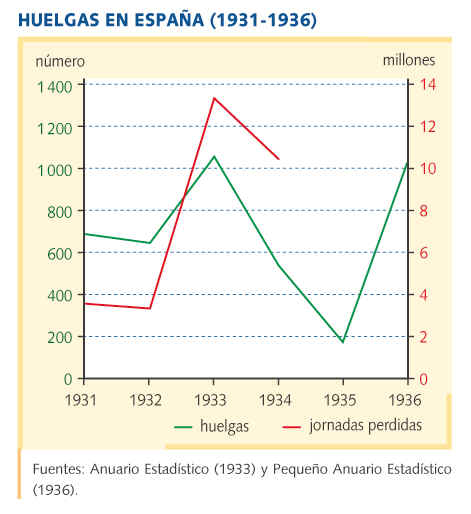 HUELGAS EN ESPAÑA (1931-1936)
número millones
1 400 14
1 200 12
1 000 10
800 8
600 6
400 4
200 2
0 0
1931 1932 1933 1934 1935 1936
huelgas jornadas perdidas
Fuentes: Anuario Estadístico (1933) y Pequeño Anuario Estadístico
(1936).